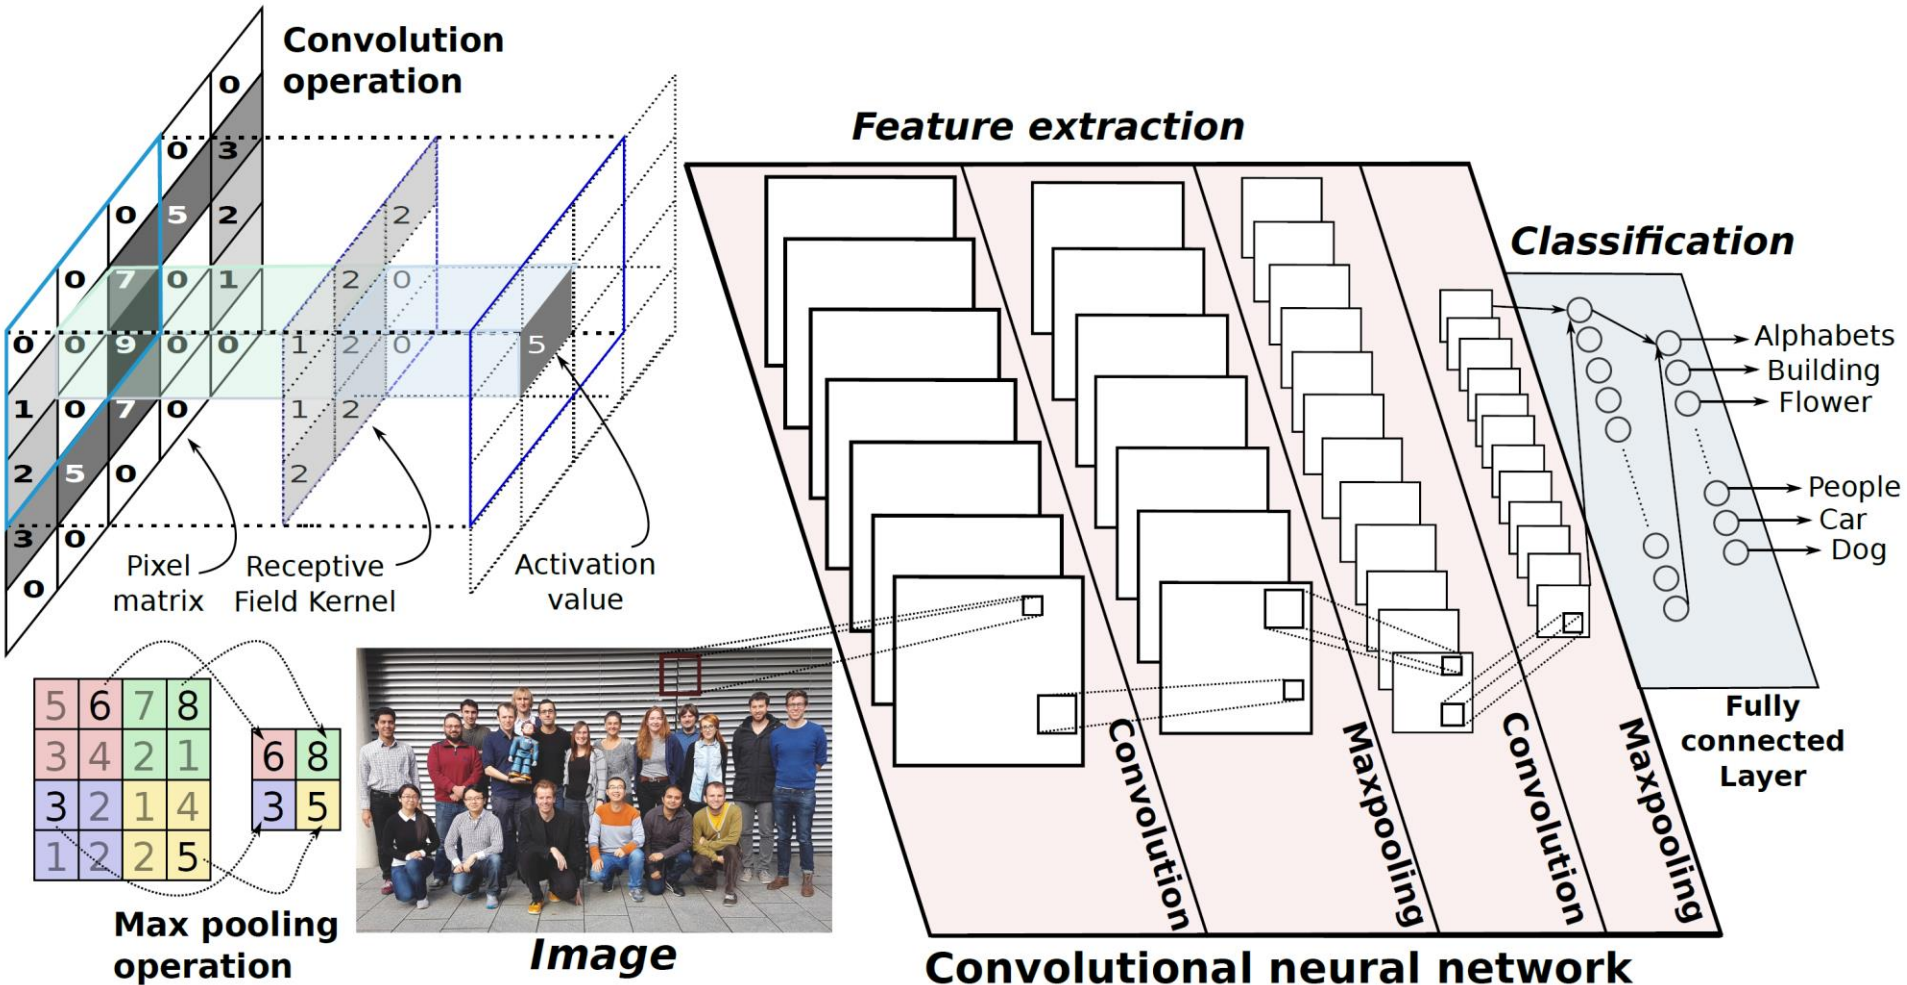 Convolution
operation
0
0 3
0 5 2
0 7 0 1
0 0 9 0 0
1 0 7 0
2 5 0
3 0
0
2
2 0
1 2 0
1 2
2
5
Pixel
matrix
Receptive
Field Kernel
Activation
value
5 6 7 8
3 4 2 1
3 2 1 4
1 2 2 5
6 8
3 5
Max pooling
operation
Image
Feature extraction
Convolution
Maxpooling
Convolution
Maxpooling
Convolutional neural network
Classification
Alphabets
Building
Flower
People
Car
Dog
Fully
connected
Layer